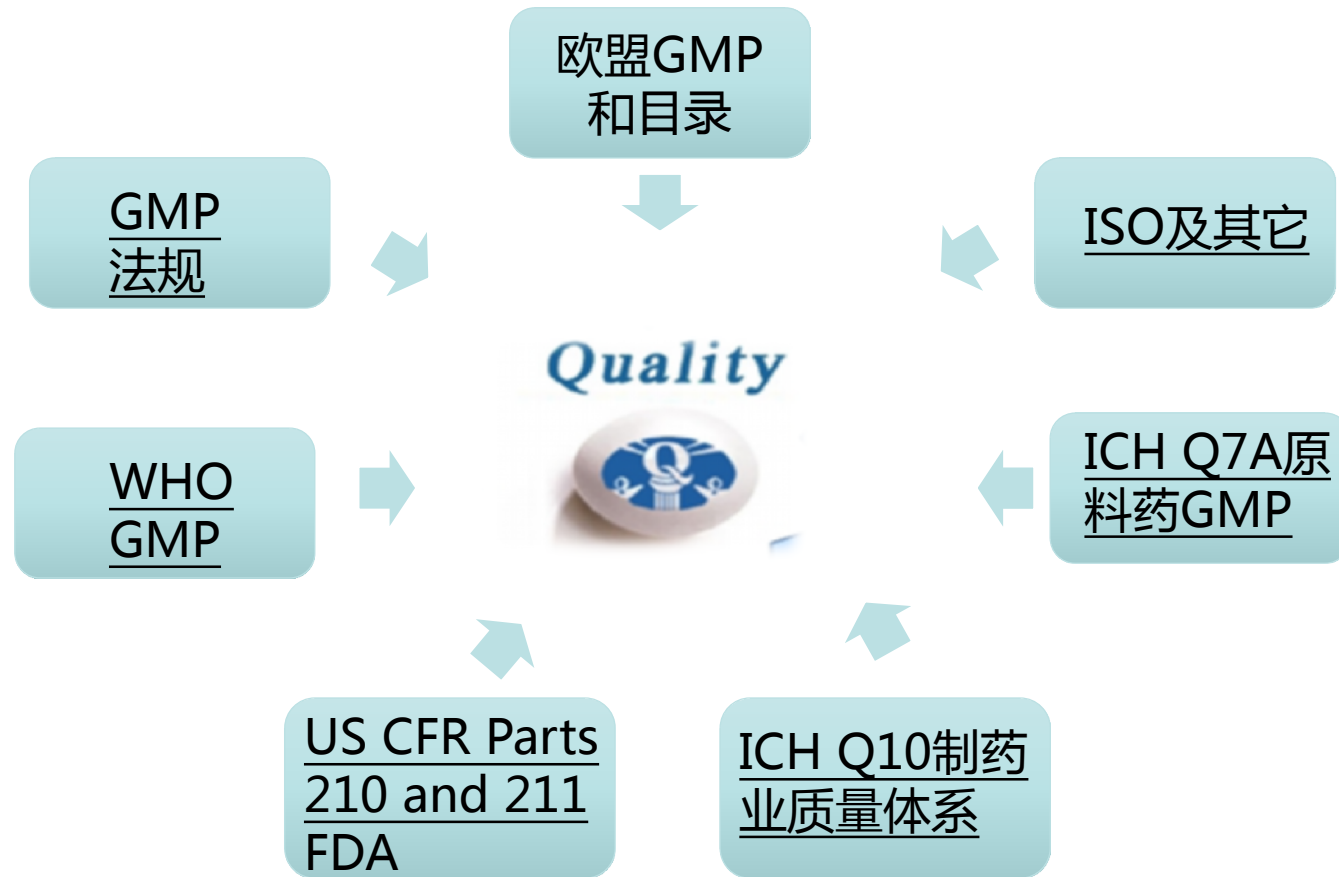 欧盟GMP
和目录
GMP
法规
ISO及其它
Quality
Q
WHO
GMP
ICH Q7A原
料药GMP
US CFR Parts
210 and 211
FDA
ICH Q10制药
业质量体系